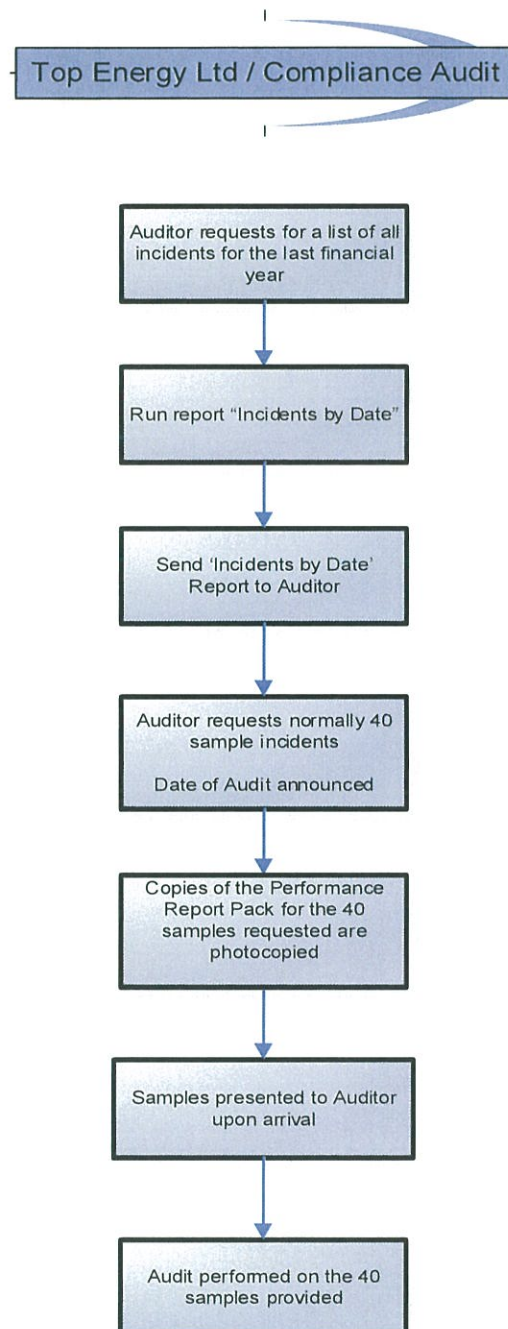 Top Energy Ltd / Compliance Audit
Auditor requests for a list of all
incidents for the last financial
year
Run report “Incidents by Date”
Send ‘Incidents by Date’
Report to Auditor
Auditor requests normally 40
sample incidents
Date of Audit announced
Copies of the Performance
Report Pack for the 40
samples requested are
photocopied
Samples presented to Auditor
upon arrival
Audit performed on the 40
samples provided